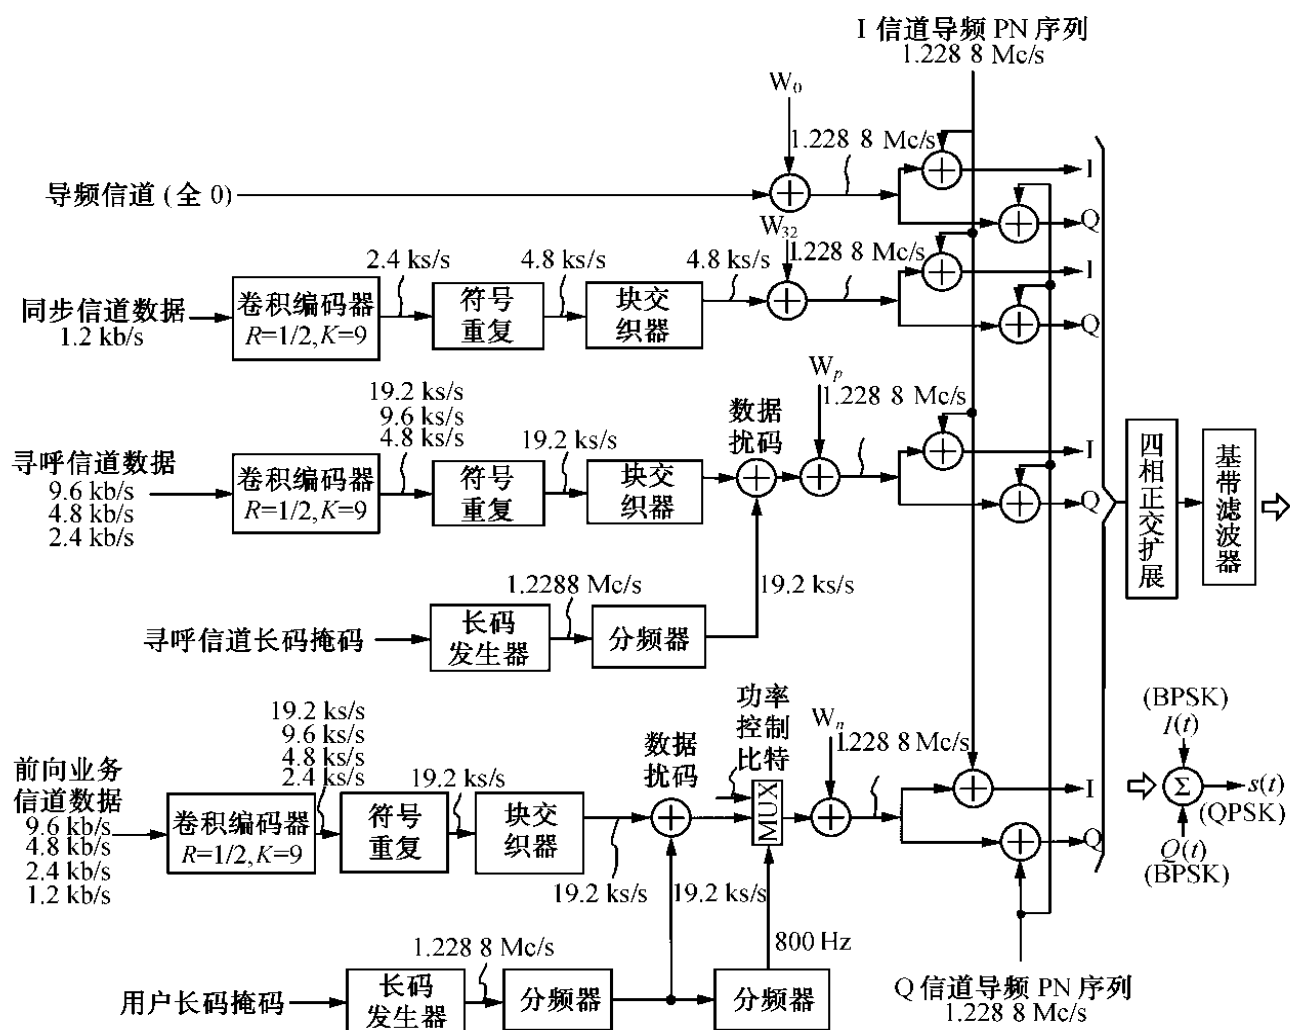 I 信道导频 PN 序列
1.228 8 Mc/s
W0
1.228 8 Mc/s
导频信道 (全 0)
I
Q
W32
2.4 ks/s
4.8 ks/s
4.8 ks/s
1.228 8 Mc/s
同步信道数据
1.2 kb/s
卷积编码器
R=1/2,K=9
符号
重复
块交
织器
I
Q
19.2 ks/s
9.6 ks/s
4.8 ks/s
19.2 ks/s
数据
扰码
Wp
1.228 8 Mc/s
寻呼信道数据
9.6 kb/s
4.8 kb/s
2.4 kb/s
卷积编码器
R=1/2,K=9
符号
重复
块交
织器
I
Q
四相正交扩展
基带滤波器
1.2288 Mc/s
19.2 ks/s
寻呼信道长码掩码
长码
发生器
分频器
19.2 ks/s
9.6 ks/s
4.8 ks/s
2.4 ks/s
19.2 ks/s
数据
扰码
功率
控制
比特
Wn
1.228 8 Mc/s
前向业务
信道数据
9.6 kb/s
4.8 kb/s
2.4 kb/s
1.2 kb/s
卷积编码器
R=1/2,K=9
符号
重复
块交
织器
MUX
I
Q
(BPSK)
I(t)
Σ
s(t)
(QPSK)
Q(t)
(BPSK)
19.2 ks/s
19.2 ks/s
800 Hz
1.228 8 Mc/s
用户长码掩码
长码
发生器
分频器
分频器
Q 信道导频 PN 序列
1.228 8 Mc/s